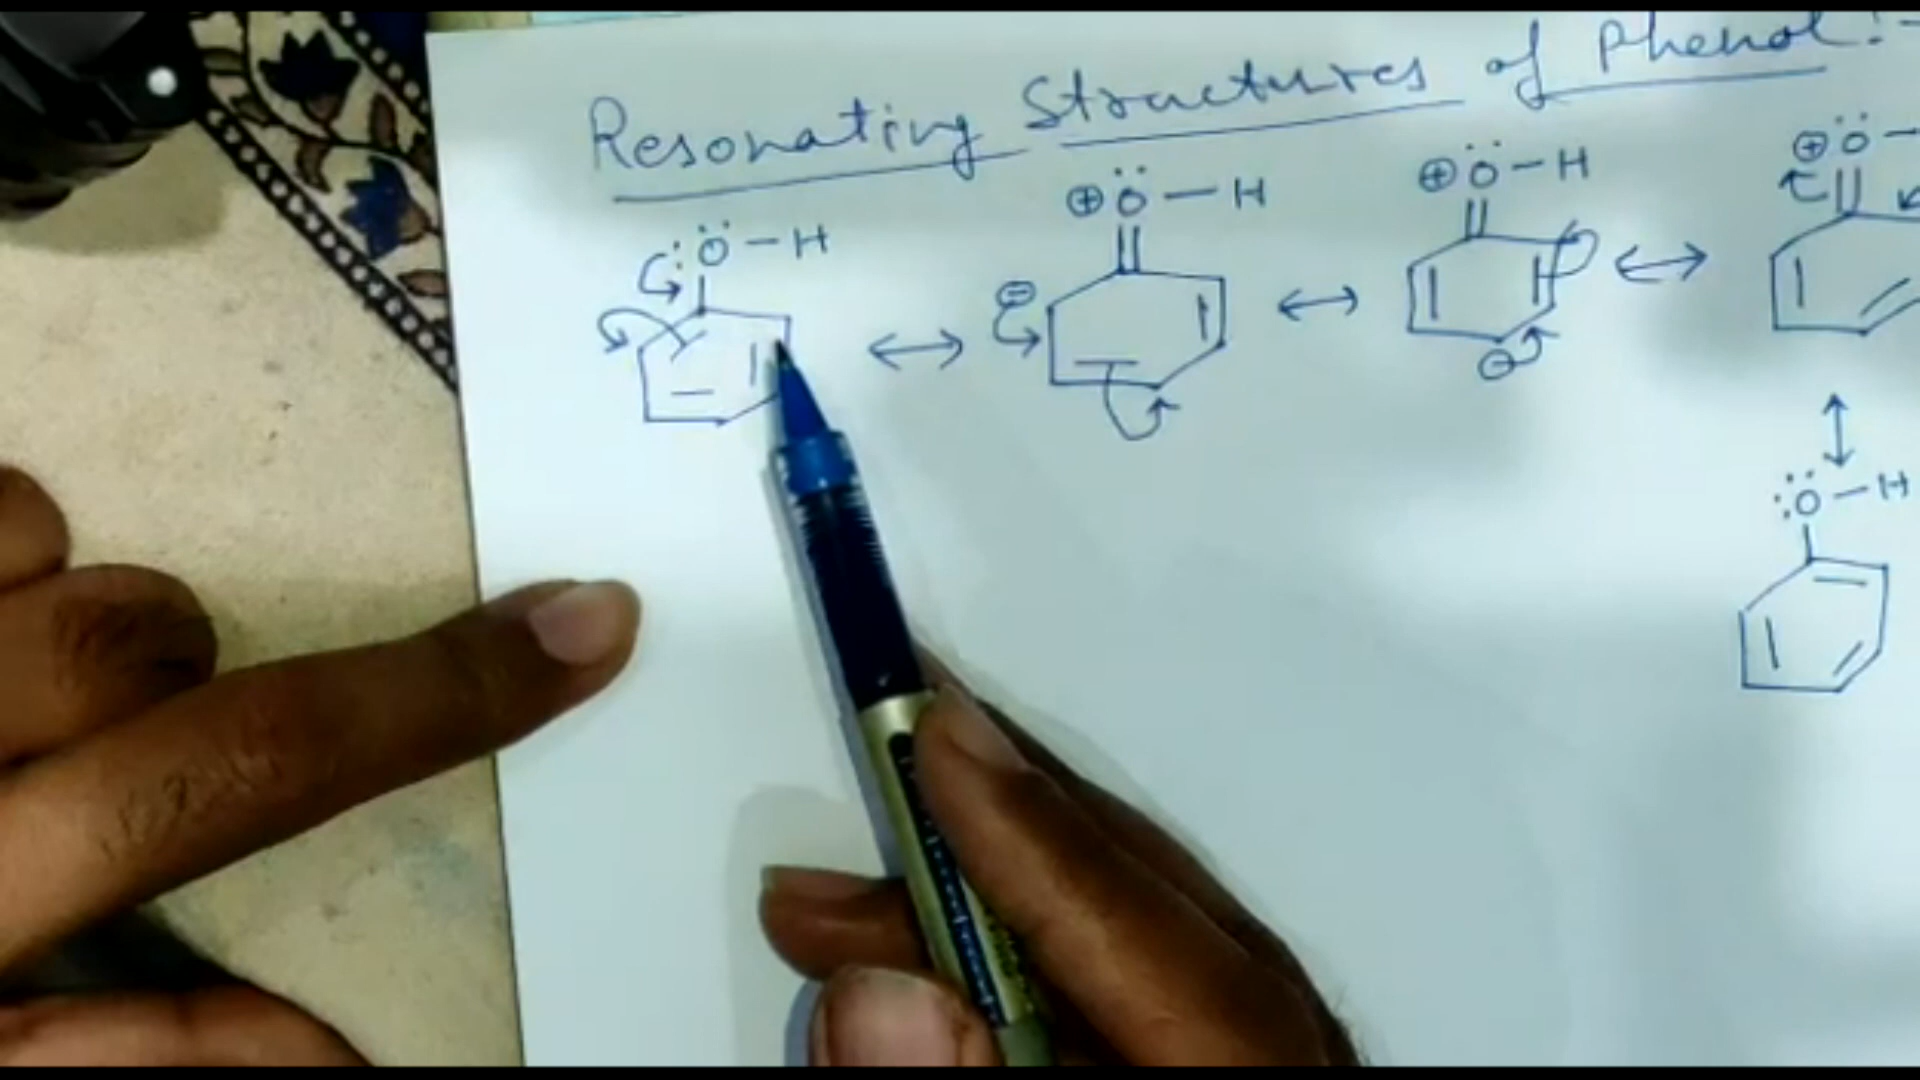 Resonating Structures of Phenol:-
⊕ Ö - H
⊕ Ö - H
⊕ Ö -
:Ö - H
⊖
⊖
:Ö - H